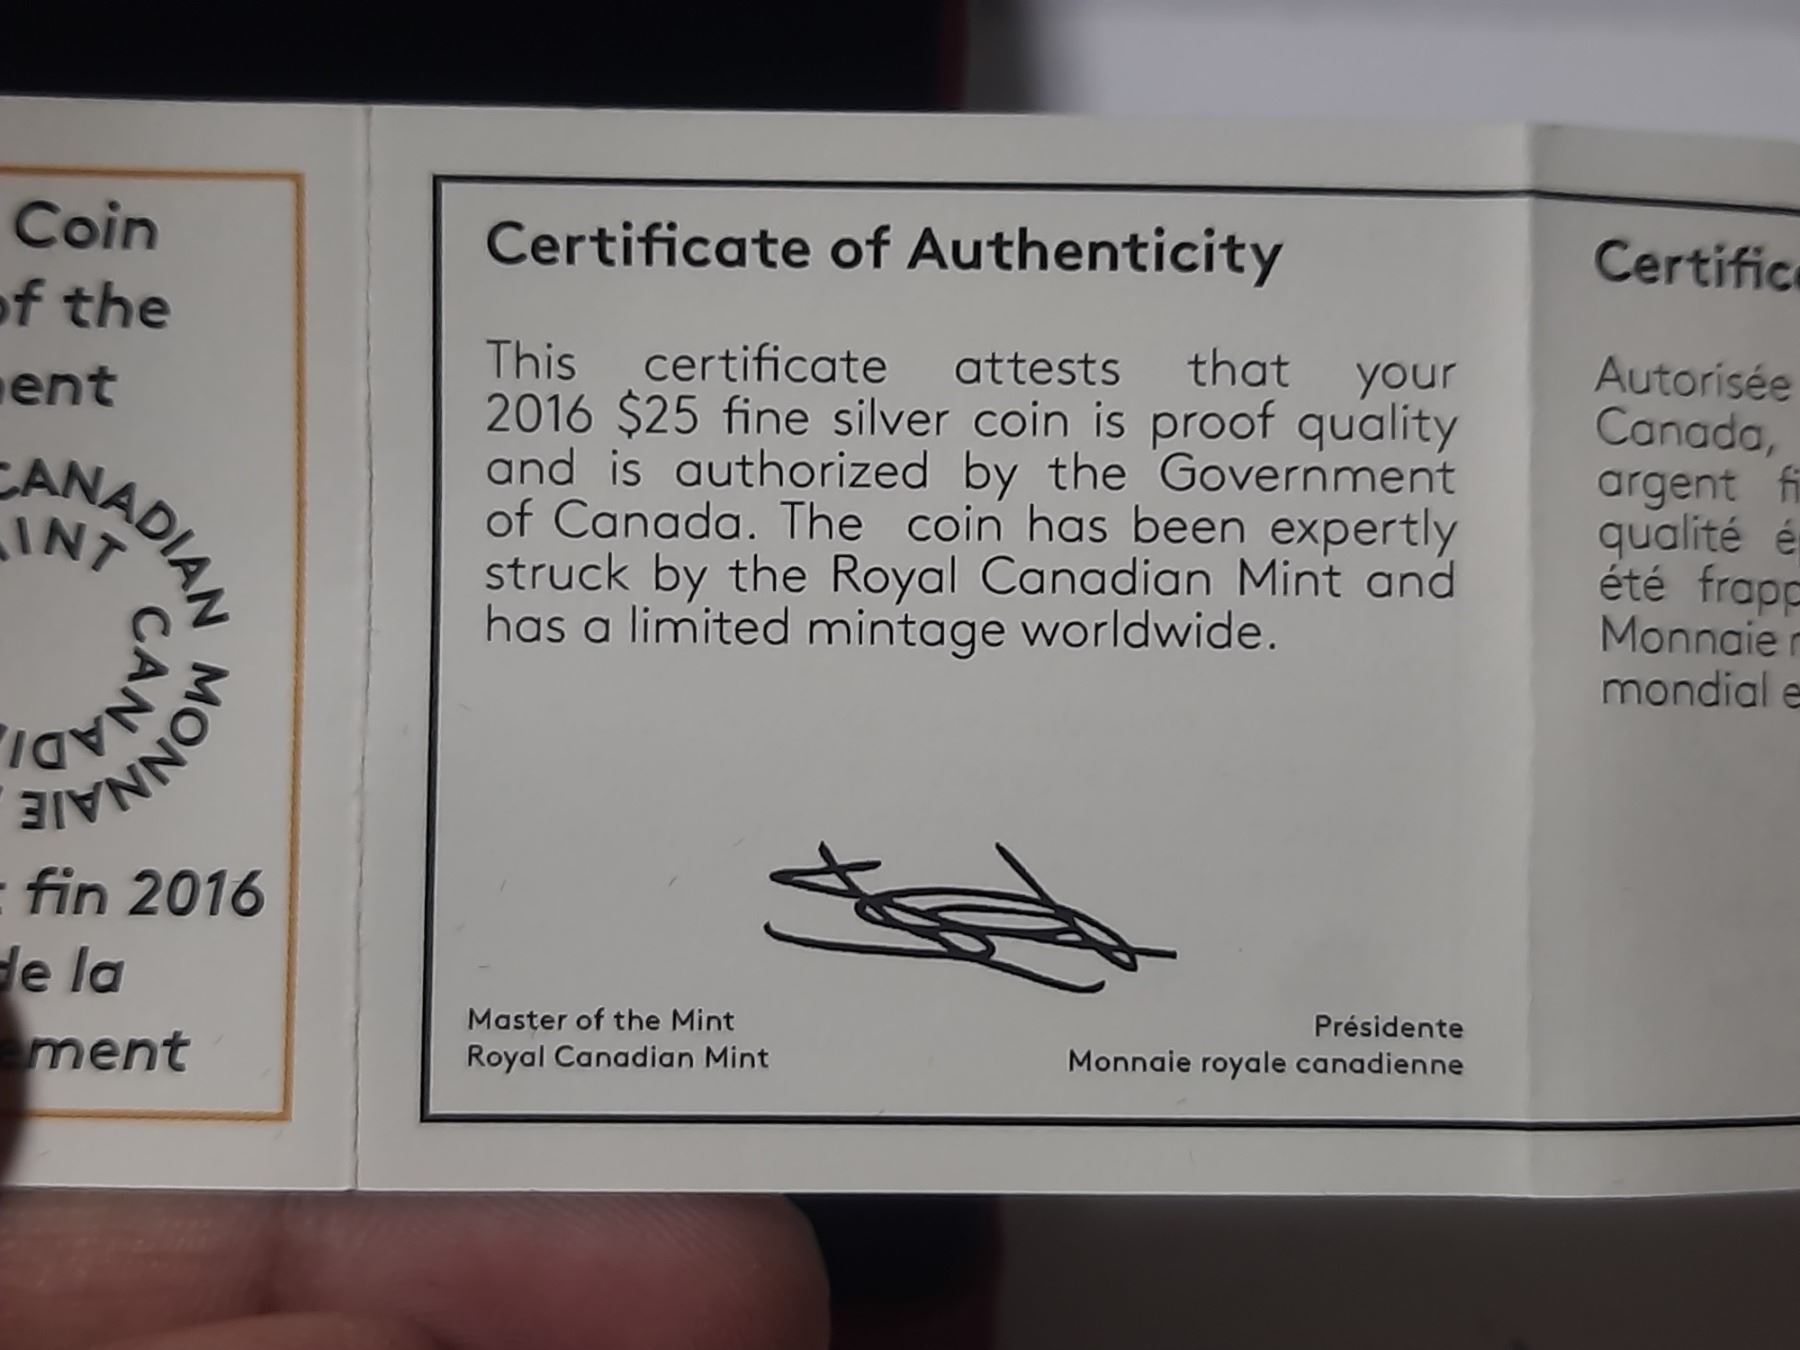 Coin
of the
CANADIAN MONNAIE
MINT CANADI
fin 2016
de la
Certificate of Authenticity
This certificate attests that your
2016 $25 fine silver coin is proof quality
and is authorized by the Government
of Canada. The coin has been expertly
struck by the Royal Canadian Mint and
has a limited mintage worldwide.
Master of the Mint
Royal Canadian Mint
Présidente
Monnaie royale canadienne
Autorisée
Canada,
argent
qualité
été frapp
Monnaie
mondial